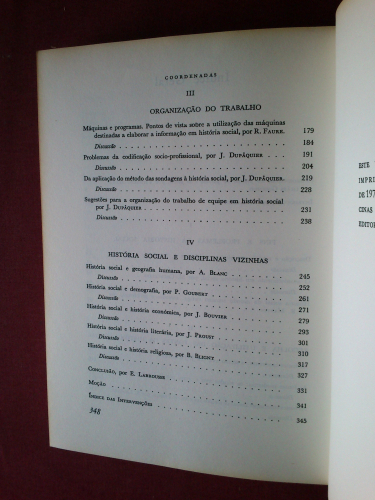 COORDENADAS
III
ORGANIZAÇÃO DO TRABALHO
Máquinas e programas. Pontos de vista sobre a utilização das máquinas
destinadas a elaborar a informação em história social, por R. FAURE. 179
Discussão 184
Problemas da codificação socio-profissional, por J. DUPÂQUIER 191
Discussão 204
Da aplicação do método das sondagens à história social, por J. DUPÂQUIER. 219
Discussão 228
Sugestões para a organização do trabalho de equipe em história social
por J. DUPÂQUIER 231
Discussão 238
IV
HISTÓRIA SOCIAL E DISCIPLINAS VIZINHAS
História social e geografia humana, por A. BLANC 245
Discussão 252
História social e demografia, por P. GOUBERT 261
Discussão 271
História social e história económica, por J. BOUVIER 279
Discussão 293
História social e história literária, por J. PROUST 301
Discussão 310
História social e história religiosa, por B. BLIGNY 317
Discussão 327
CONCLUSÃO, por E. LABROUSSE 331
MOÇÃO 341
ÍNDICE DAS INTERVENÇÕES 345
348
ESTE
IMPRI
DE 197
CINAS
EDITOR